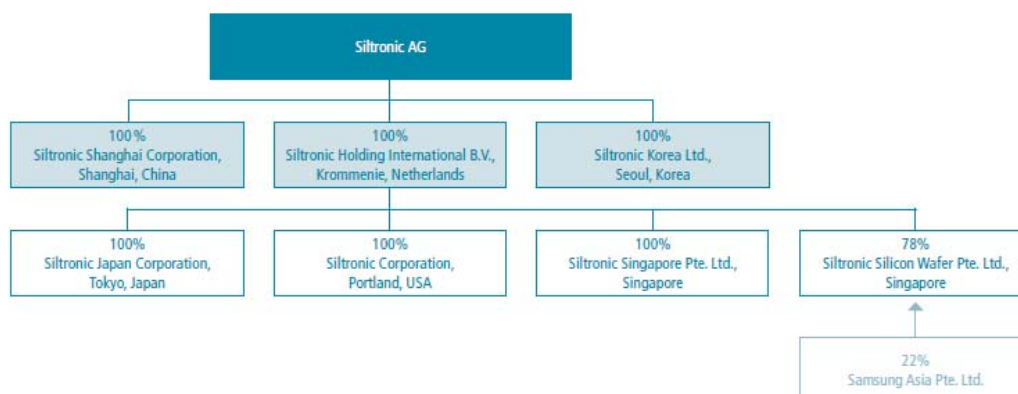 Siltronic AG
100%
Siltronic Shanghai Corporation,
Shanghai, China
100%
Siltronic Holding International B.V.,
Krommenie, Netherlands
100%
Siltronic Korea Ltd.,
Seoul, Korea
100%
Siltronic Japan Corporation,
Tokyo, Japan
100%
Siltronic Corporation,
Portland, USA
100%
Siltronic Singapore Pte. Ltd.,
Singapore
78%
Siltronic Silicon Wafer Pte. Ltd.,
Singapore
22%
Samsung Asia Pte. Ltd.